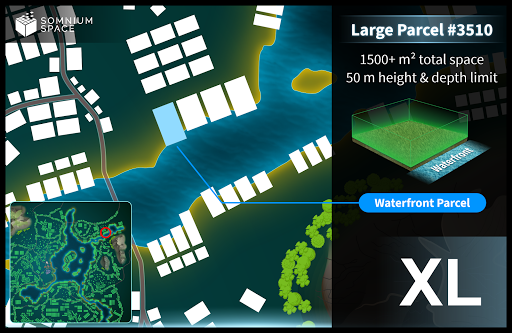 SOMNIUM
SPACE
Large Parcel #3510
1500+ m² total space
50 m height & depth limit
Waterfront
Waterfront Parcel
XL